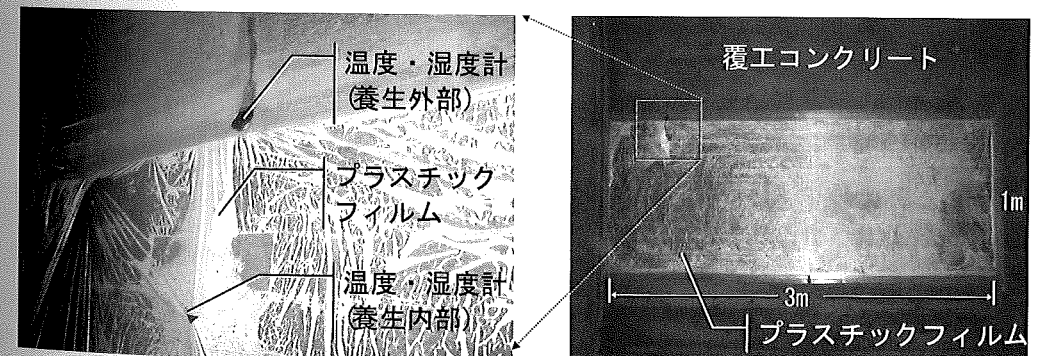 温度・湿度計
(養生外部)
プラスチック
フィルム
温度・湿度計
(養生内部)
覆工コンクリート
1m
3m
プラスチックフィルム